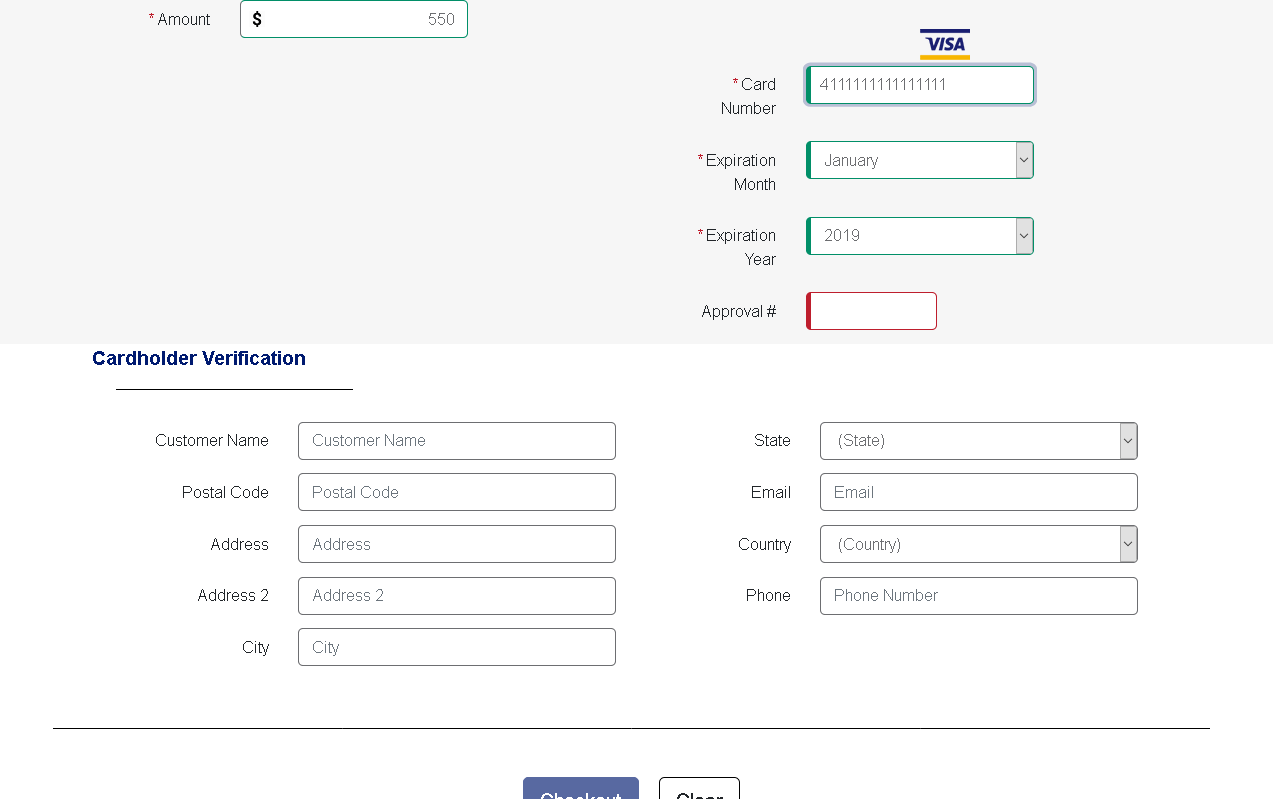 *Amount
$ 550
VISA
*Card
Number
4111111111111111
*Expiration
Month
January
*Expiration
Year
2019
Approval #
Cardholder Verification
Customer Name
Customer Name
State
(State)
Postal Code
Postal Code
Email
Email
Address
Address
Country
(Country)
Address 2
Address 2
Phone
Phone Number
City
City
Checkout
Clear